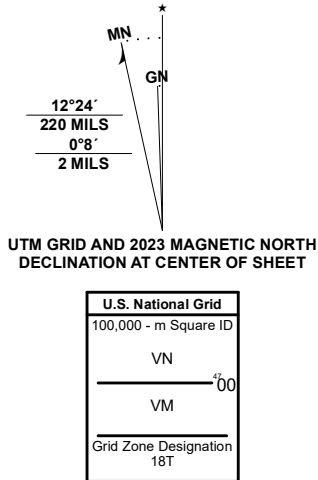 ★
MN
GN
12°24´
220 MILS
0°8´
2 MILS
UTM GRID AND 2023 MAGNETIC NORTH
DECLINATION AT CENTER OF SHEET
U.S. National Grid
100,000 - m Square ID
VN
4700
VM
Grid Zone Designation
18T